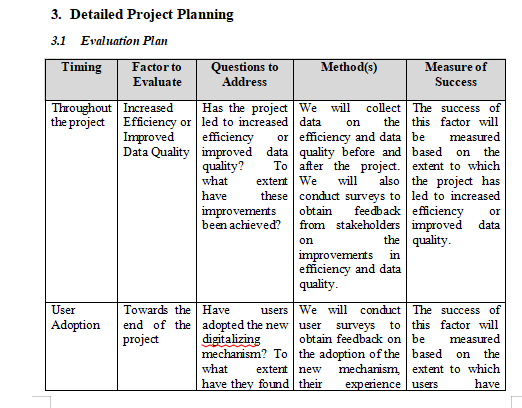 3. Detailed Project Planning
3.1 Evaluation Plan
Timing
Factor to
Evaluate
Questions to
Address
Method(s)
Measure of
Success
Throughout
the project
Increased
Efficiency or
Improved
Data Quality
Has the project
led to increased
efficiency or
improved data
quality? To
what extent
have these
improvements
been achieved?
We will collect
data on the
efficiency and data
quality before and
after the project.
We will also
conduct surveys to
obtain feedback
from stakeholders
on the
improvements in
efficiency and data
quality.
The success of
this factor will
be measured
based on the
extent to which
the project has
led to increased
efficiency or
improved data
quality.
User
Adoption
Towards the
end of the
project
Have users
adopted the new
digitalizing
mechanism? To
what extent
have they found
We will conduct
user surveys to
obtain feedback on
the adoption of the
new mechanism,
their experience
The success of
this factor will
be measured
based on the
extent to which
users have